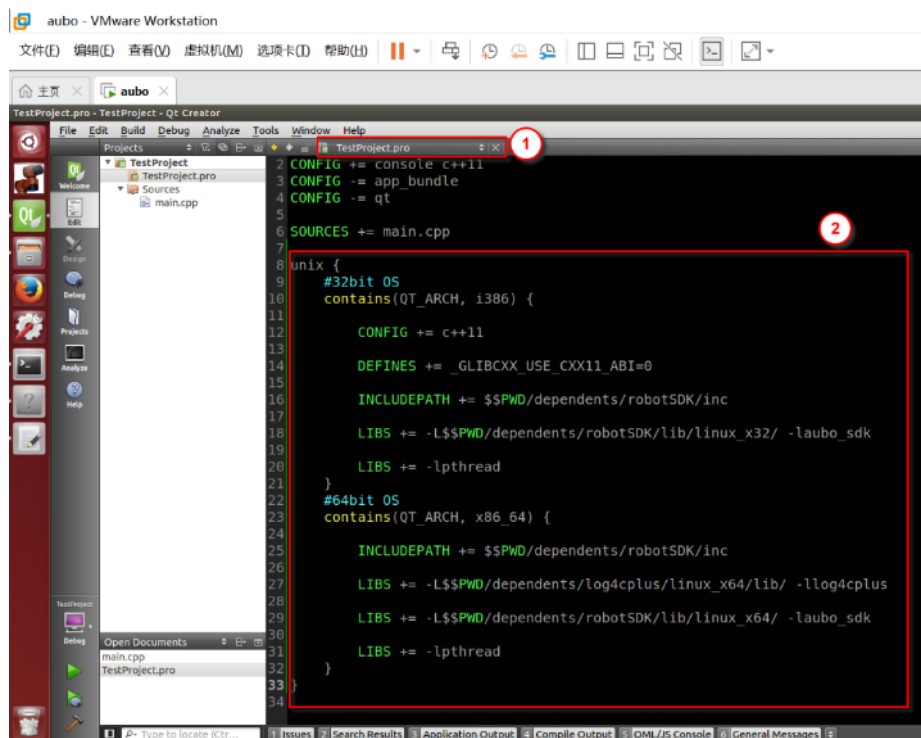 aubo - VMware Workstation
文件(F) 编辑(E) 查看(V) 虚拟机(M) 选项卡(T) 帮助(H)
主页 aubo
TestProject.pro - TestProject - Qt Creator
File Edit Build Debug Analyze Tools Window Help
Projects TestProject.pro 1
TestProject
TestProject.pro
Sources
main.cpp
Welcome
Edit
Design
Debug
Projects
Analyze
Help
TestProject
Debug
Open Documents
main.cpp
TestProject.pro
2 CONFIG += console c++11
3 CONFIG -= app_bundle
4 CONFIG -= qt
5
6 SOURCES += main.cpp
2
7
8 unix {
9 #32bit OS
10 contains(QT_ARCH, i386) {
11
12 CONFIG += c++11
13
14 DEFINES += _GLIBCXX_USE_CXX11_ABI=0
15
16 INCLUDEPATH += $$PWD/dependents/robotSDK/inc
17
18 LIBS += -L$$PWD/dependents/robotSDK/lib/linux_x32/ -laubo_sdk
19
20 LIBS += -lpthread
21 }
22 #64bit OS
23 contains(QT_ARCH, x86_64) {
24
25 INCLUDEPATH += $$PWD/dependents/robotSDK/inc
26
27 LIBS += -L$$PWD/dependents/log4cplus/linux_x64/lib/ -llog4cplus
28
29 LIBS += -L$$PWD/dependents/robotSDK/lib/linux_x64/ -laubo_sdk
30
31 LIBS += -lpthread
32 }
33 }
34
Type to locate (Ctr... 1 Issues 2 Search Results 3 Application Output 4 Compile Output 5 QML/JS Console 6 General Messages